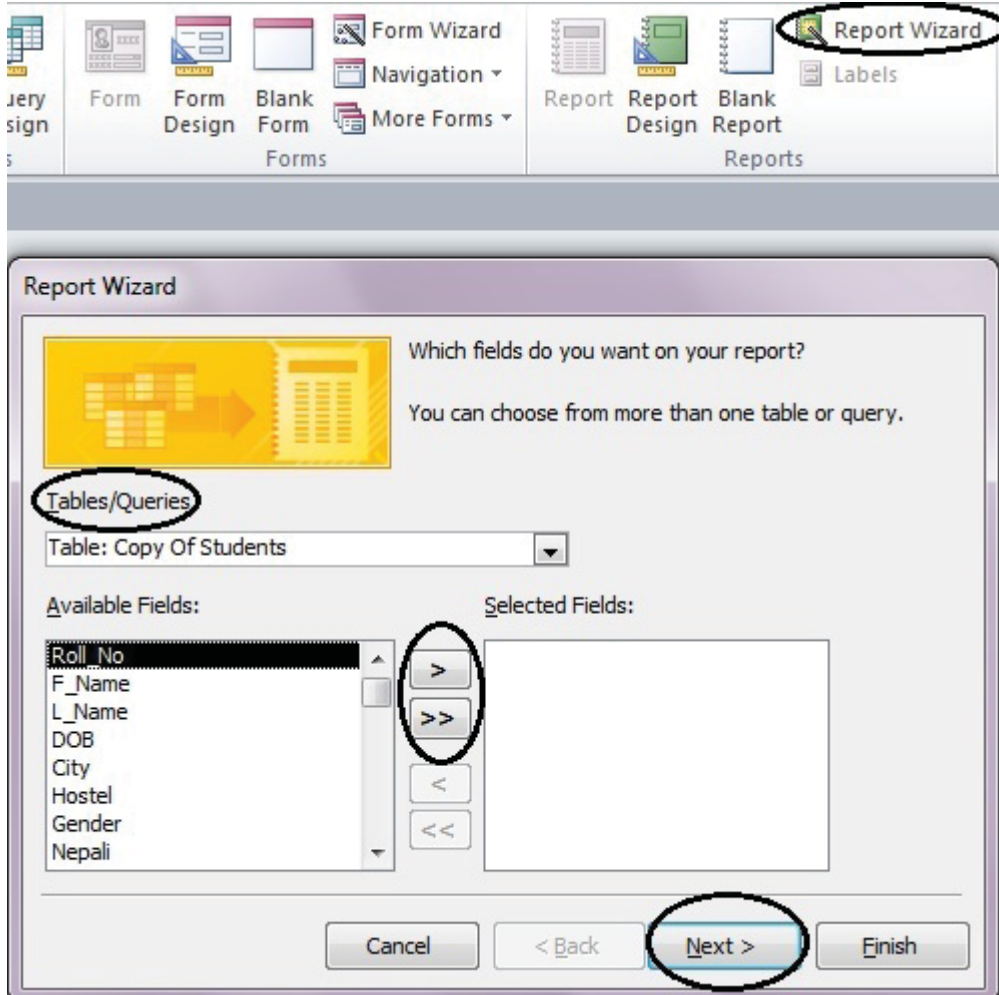 Form Wizard
Report Wizard
Navigation
Labels
uery
sign
Form
Form
Design
Blank
Form
More Forms
Report
Report
Design
Blank
Report
s
Forms
Reports
Report Wizard
Which fields do you want on your report?
You can choose from more than one table or query.
Tables/Queries
Table: Copy Of Students
Available Fields:
Selected Fields:
Roll_No
F_Name
L_Name
DOB
City
Hostel
Gender
Nepali
>
>>
<
<<
Cancel
< Back
Next >
Finish